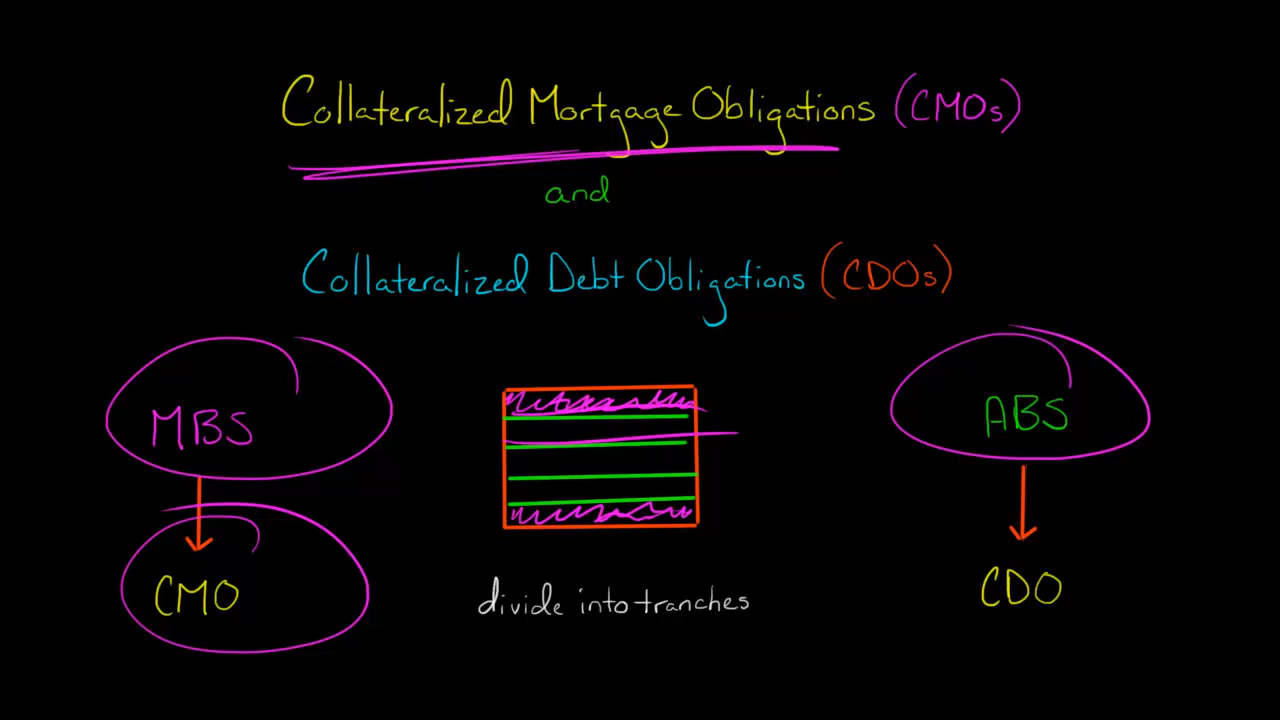 Collateralized Mortgage Obligations (CMOs)
and
Collateralized Debt Obligations (CDOs)
MBS
ABS
CMO
divide into tranches
CDO